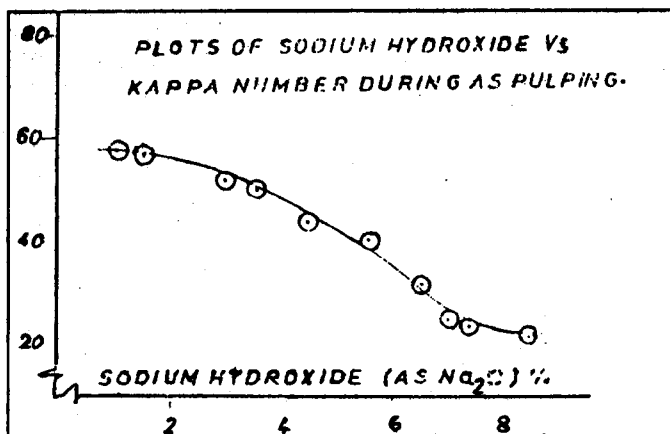 80
PLOTS OF SODIUM HYDROXIDE Vs
KAPPA NUMBER DURING AS PULPING.
60
40
20
SODIUM HYDROXIDE (AS Na₂O) %
2 4 6 8